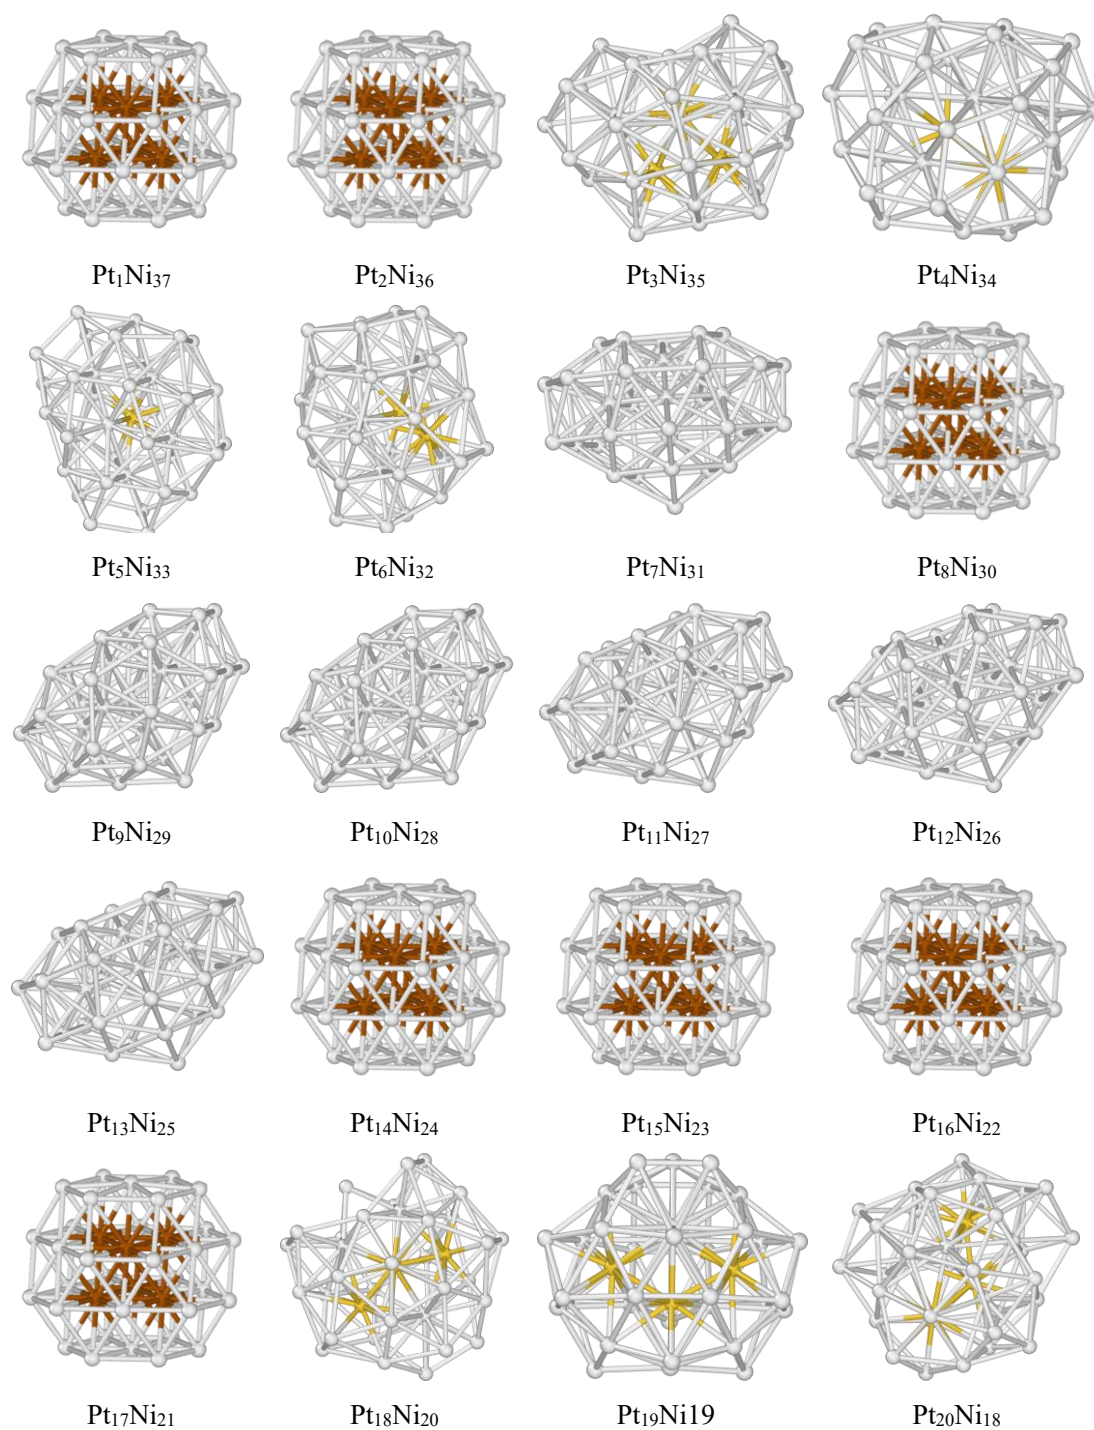 Pt₁Ni₃₇ Pt₂Ni₃₆ Pt₃Ni₃₅ Pt₄Ni₃₄
Pt₅Ni₃₃ Pt₆Ni₃₂ Pt₇Ni₃₁ Pt₈Ni₃₀
Pt₉Ni₂₉ Pt₁₀Ni₂₈ Pt₁₁Ni₂₇ Pt₁₂Ni₂₆
Pt₁₃Ni₂₅ Pt₁₄Ni₂₄ Pt₁₅Ni₂₃ Pt₁₆Ni₂₂
Pt₁₇Ni₂₁ Pt₁₈Ni₂₀ Pt₁₉Ni19 Pt₂₀Ni₁₈